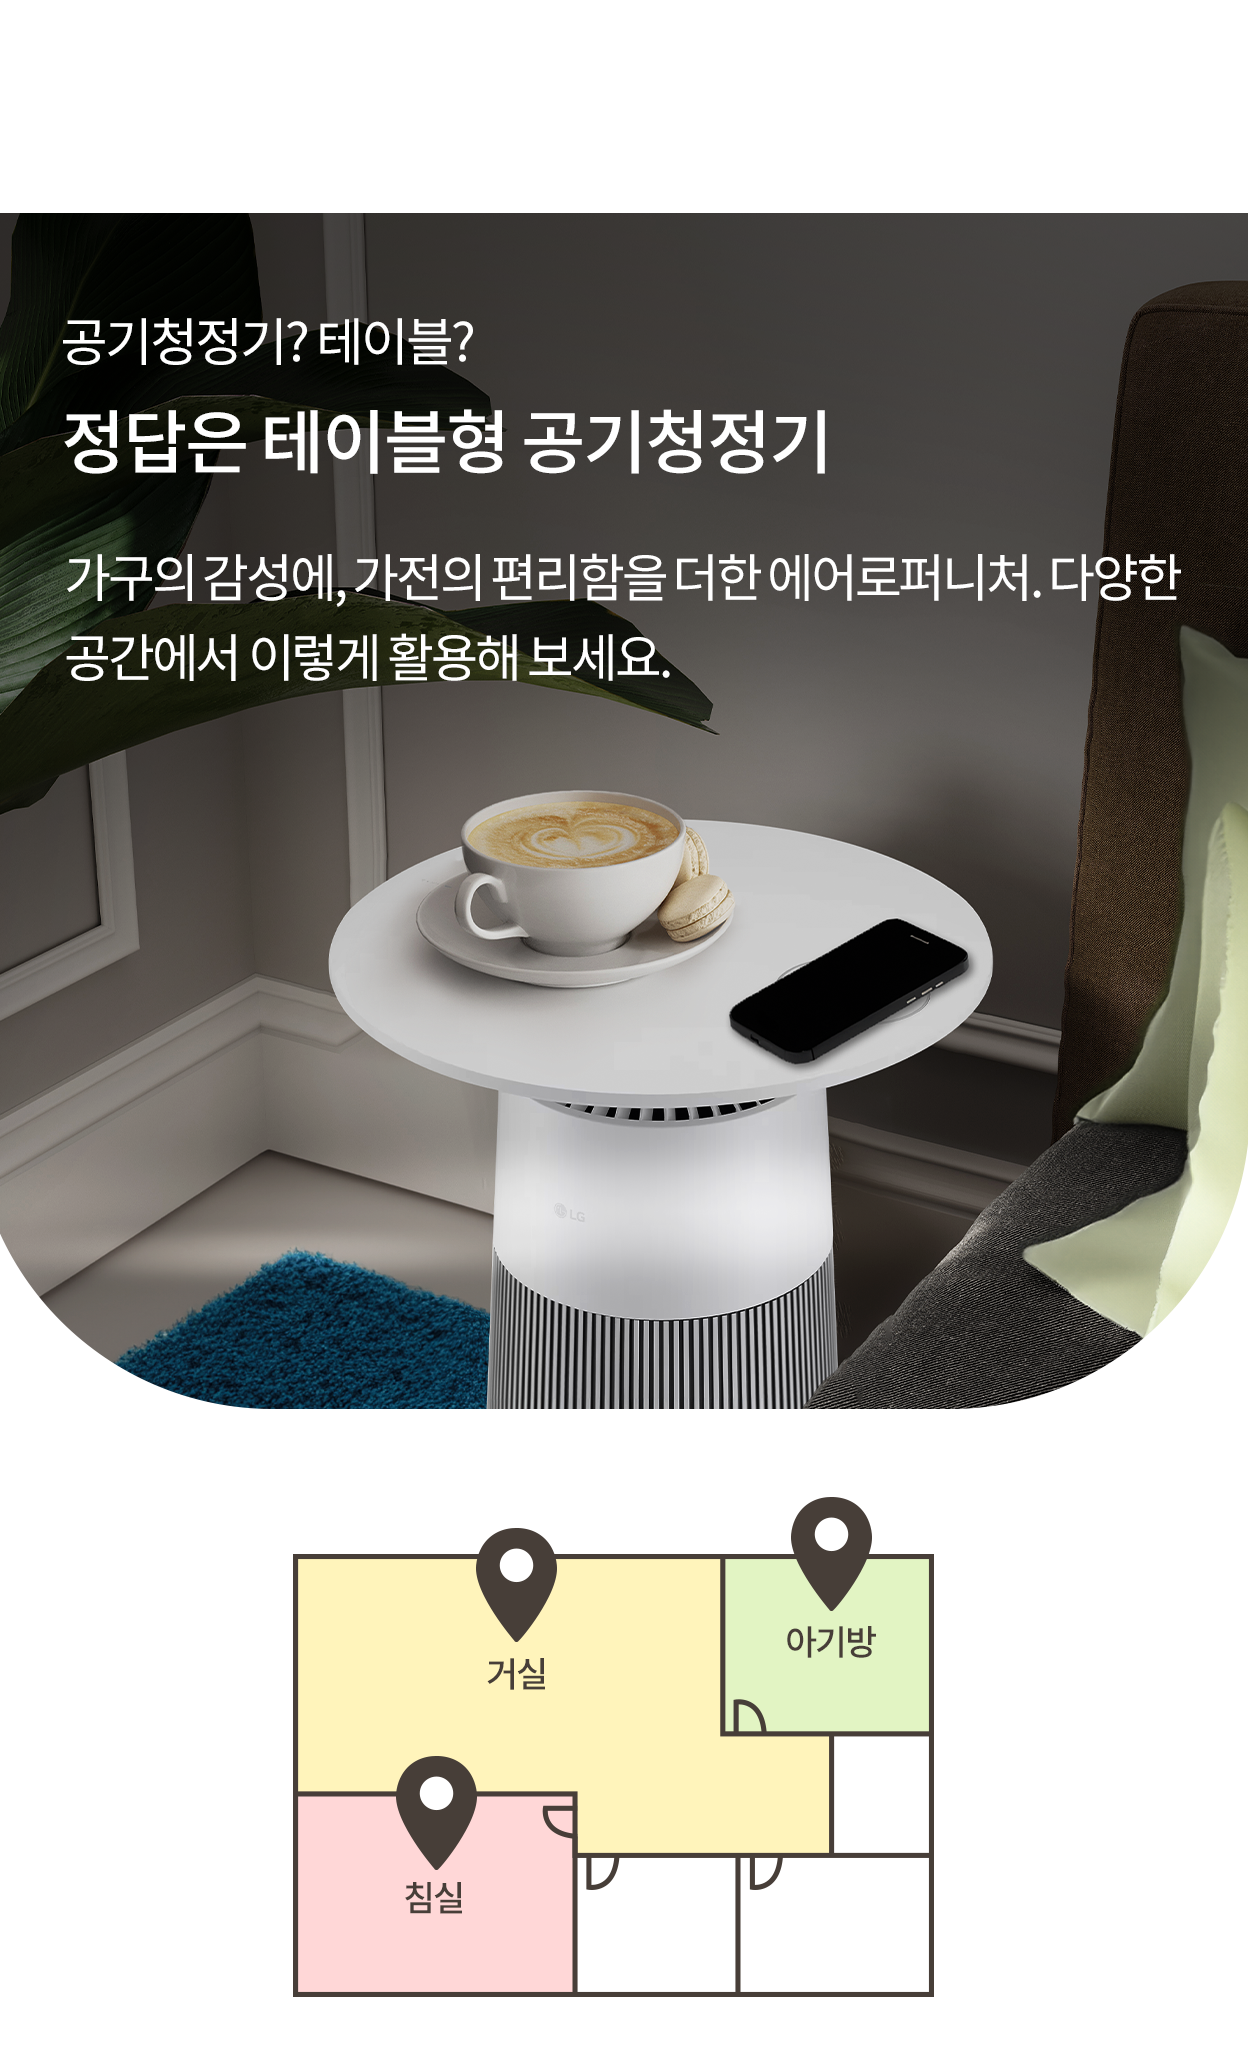 공기청정기? 테이블?
정답은 테이블형 공기청정기
가구의 감성에, 가전의 편리함을 더한 에어로퍼니처. 다양한
공간에서 이렇게 활용해 보세요.
LG
아기방
거실
침실